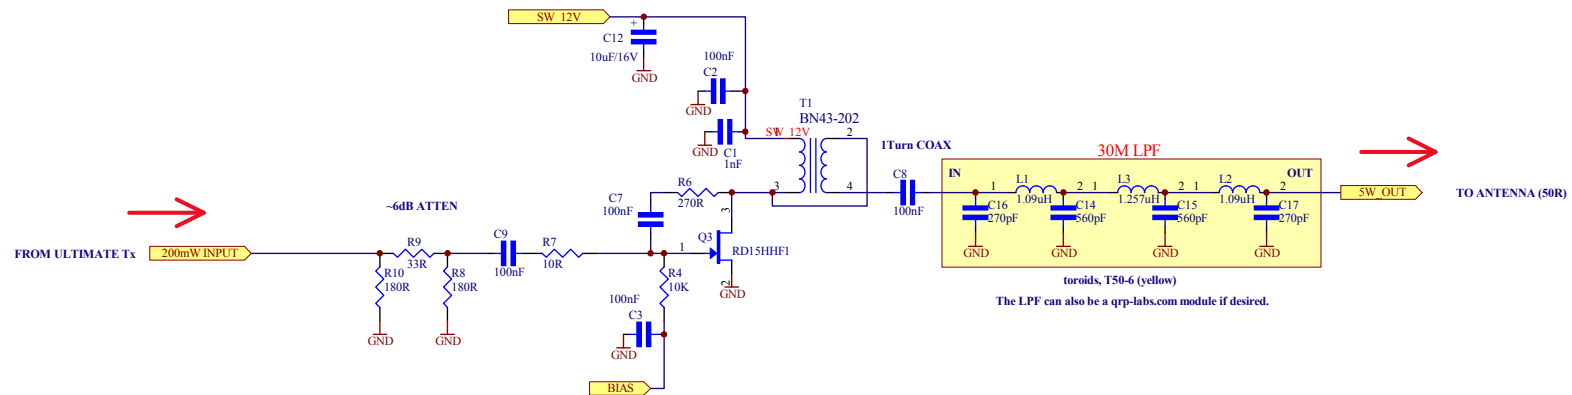 SW_12V
+
C12
10uF/16V
GND
100nF
C2
GND
C1
1nF
GND
T1
BN43-202
SW_12V
2
3
4
1Turn COAX
C8
100nF
30M LPF
IN
OUT
1
L1
1.09uH
2
1
L3
1.257uH
2
1
L2
1.09uH
2
C16
270pF
GND
C14
560pF
GND
C15
560pF
GND
C17
270pF
GND
5W_OUT
TO ANTENNA (50R)
toroids, T50-6 (yellow)
The LPF can also be a qrp-labs.com module if desired.
R6
270R
C7
100nF
~6dB ATTEN
FROM ULTIMATE Tx
200mW INPUT
R9
33R
R10
180R
GND
R8
180R
GND
C9
100nF
R7
10R
1
Q3
3
RD15HHF1
2
GND
R4
10K
100nF
C3
GND
BIAS